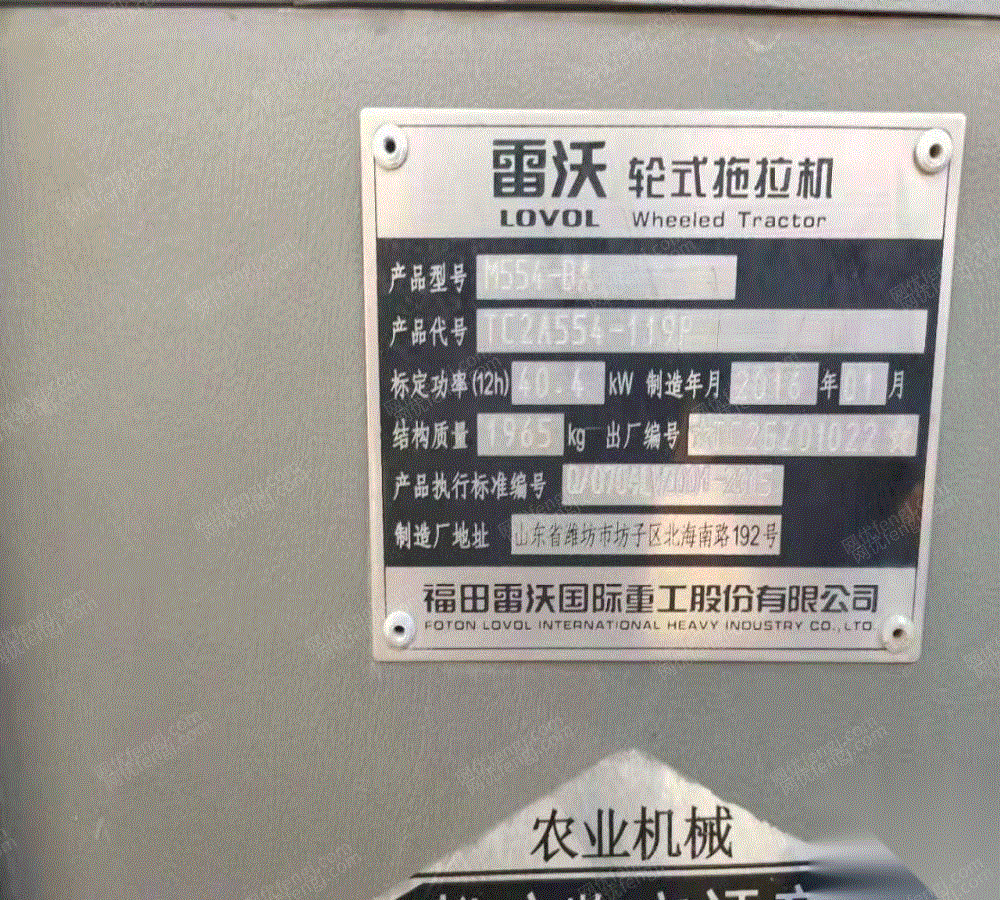 雷沃 轮式拖拉机
LOVOL Wheeled Tractor
产品型号 M554-BA
产品代号 TC2A554-119P
标定功率(12h) 40.4 kW 制造年月 2016 年 01 月
结构质量 1965 kg 出厂编号
产品执行标准编号
制造厂地址 山东省潍坊市坊子区北海南路192号
福田雷沃国际重工股份有限公司
FOTON LOVOL INTERNATIONAL HEAVY INDUSTRY CO.,LTD.
农业机械